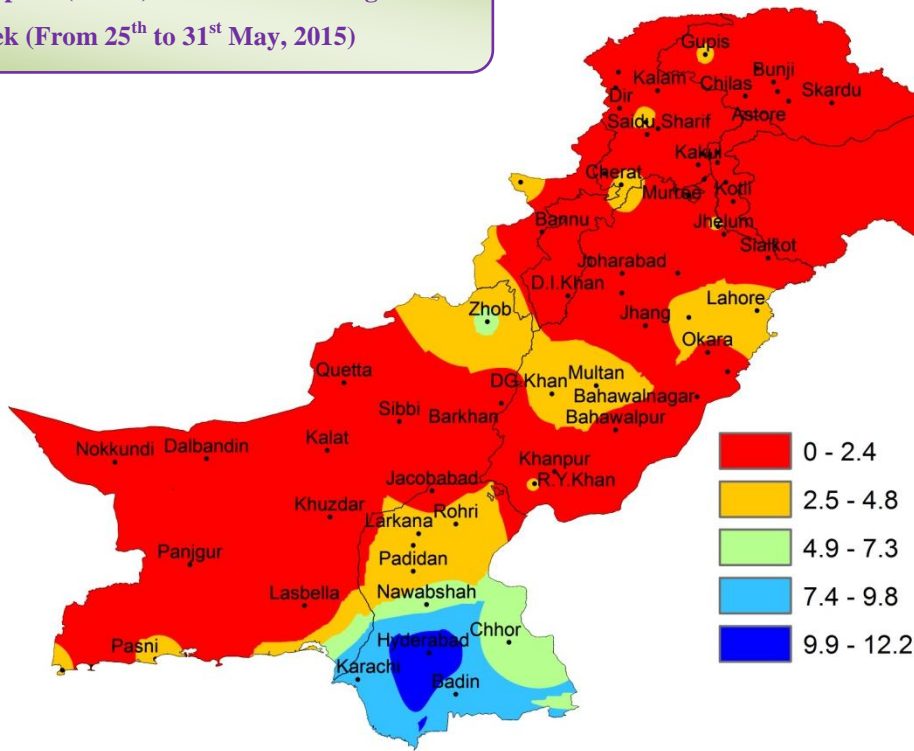 ek (From 25th to 31st May, 2015)
Gupis
Bunji
Kalam
Chilas
Skardu
Dir
Astore
Saidu Sharif
Kakul
Cherat
Murree
Kotli
Bannu
Jhelum
Sialkot
Joharabad
D.I.Khan
Lahore
Zhob
Jhang
Okara
Quetta
DG.Khan
Multan
Bahawalnagar
Sibbi
Barkhan
Bahawalpur
Nokkundi
Dalbandin
Kalat
Khanpur
Jacobabad
R.Y.Khan
Khuzdar
Rohri
Larkana
Panjgur
Padidan
Lasbella
Nawabshah
Pasni
Hyderabad
Chhor
Karachi
Badin
0 - 2.4
2.5 - 4.8
4.9 - 7.3
7.4 - 9.8
9.9 - 12.2